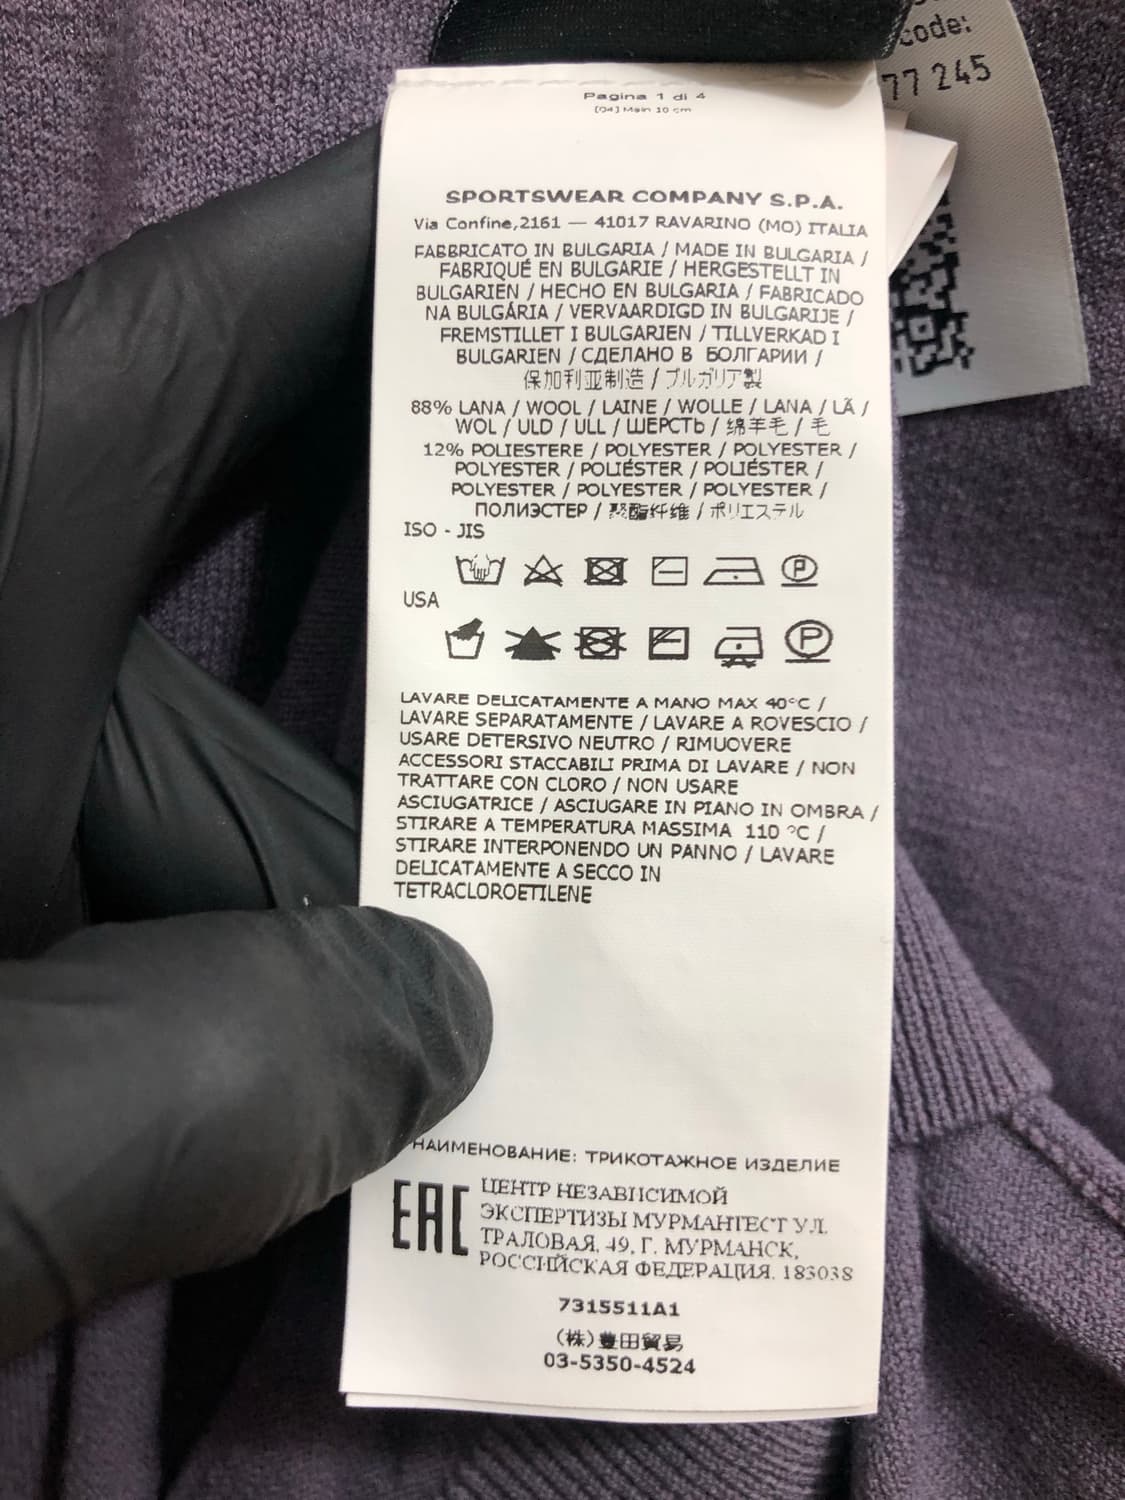 code:
77 245
Pagina 1 di 4
[04] Main 10 cm
SPORTSWEAR COMPANY S.P.A.
Via Confine,2161 — 41017 RAVARINO (MO) ITALIA
FABBRICATO IN BULGARIA / MADE IN BULGARIA /
FABRIQUÉ EN BULGARIE / HERGESTELLT IN
BULGARIEN / HECHO EN BULGARIA / FABRICADO
NA BULGÁRIA / VERVAARDIGD IN BULGARIJE /
FREMSTILLET I BULGARIEN / TILLVERKAD I
BULGARIEN / СДЕЛАНО В БОЛГАРИИ /
保加利亚制造 / ブルガリア製
88% LANA / WOOL / LAINE / WOLLE / LANA / LÃ /
WOL / ULD / ULL / ШЕРСТЬ / 绵羊毛 / 毛
12% POLIESTERE / POLYESTER / POLYESTER /
POLYESTER / POLIÉSTER / POLIÉSTER /
POLYESTER / POLYESTER / POLYESTER /
ПОЛИЭСТЕР / 聚酯纤维 / ポリエステル
ISO - JIS
P
USA
P
LAVARE DELICATAMENTE A MANO MAX 40°C /
LAVARE SEPARATAMENTE / LAVARE A ROVESCIO /
USARE DETERSIVO NEUTRO / RIMUOVERE
ACCESSORI STACCABILI PRIMA DI LAVARE / NON
TRATTARE CON CLORO / NON USARE
ASCIUGATRICE / ASCIUGARE IN PIANO IN OMBRA /
STIRARE A TEMPERATURA MASSIMA 110 °C /
STIRARE INTERPONENDO UN PANNO / LAVARE
DELICATAMENTE A SECCO IN
TETRACLOROETILENE
НАИМЕНОВАНИЕ: ТРИКОТАЖНОЕ ИЗДЕЛИЕ
EAC
ЦЕНТР НЕЗАВИСИМОЙ
ЭКСПЕРТИЗЫ МУРМАНТЕСТ УЛ.
ТРАЛОВАЯ, 49, Г. МУРМАНСК,
РОССИЙСКАЯ ФЕДЕРАЦИЯ. 183038
7315511A1
(株)豊田貿易
03-5350-4524